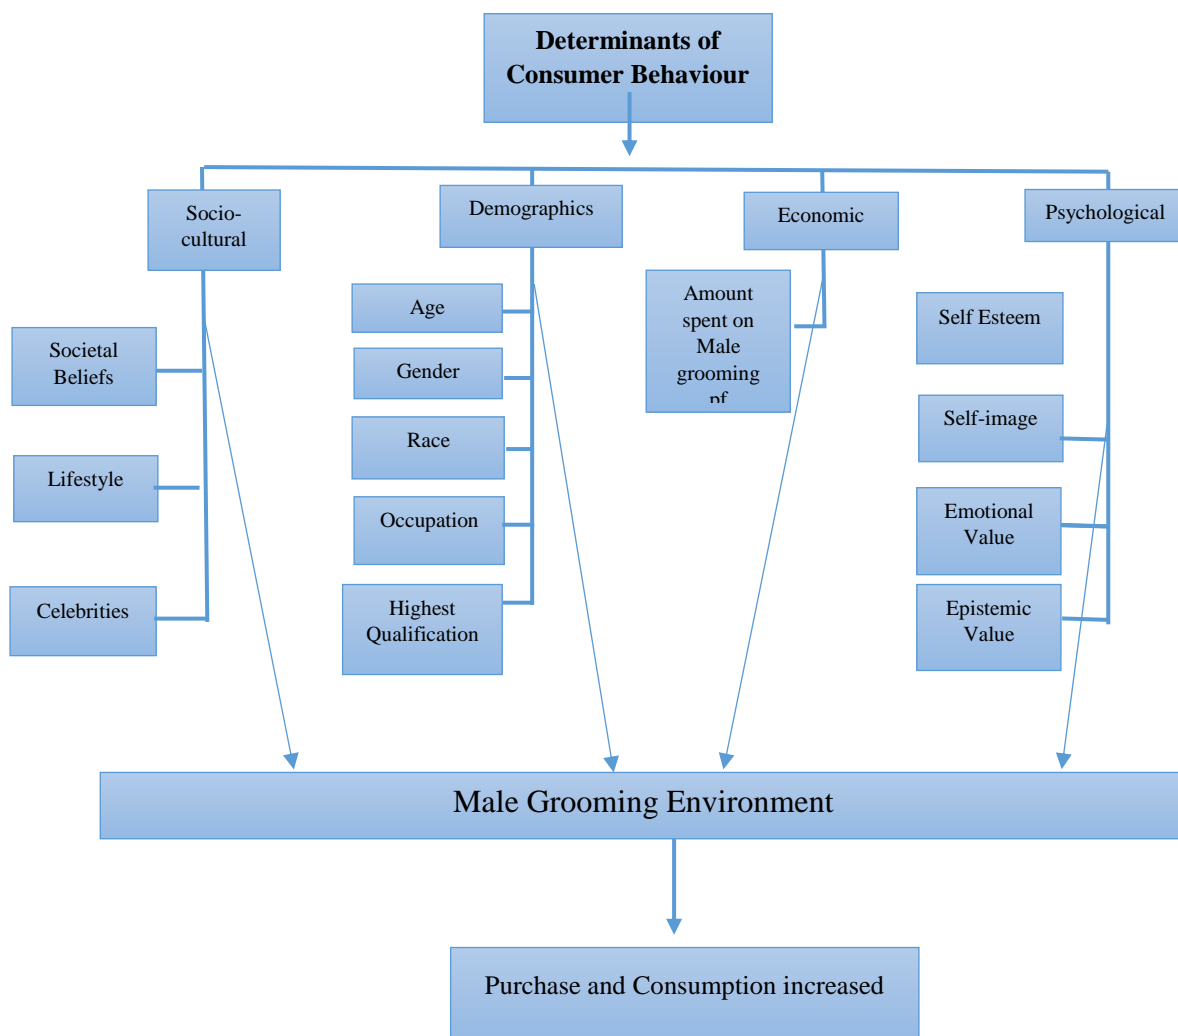 Determinants of
Consumer Behaviour
Socio-
cultural
Demographics
Economic
Psychological
Societal
Beliefs
Lifestyle
Celebrities
Age
Gender
Race
Occupation
Highest
Qualification
Amount
spent on
Male
grooming
Self Esteem
Self-image
Emotional
Value
Epistemic
Value
Male Grooming Environment
Purchase and Consumption increased